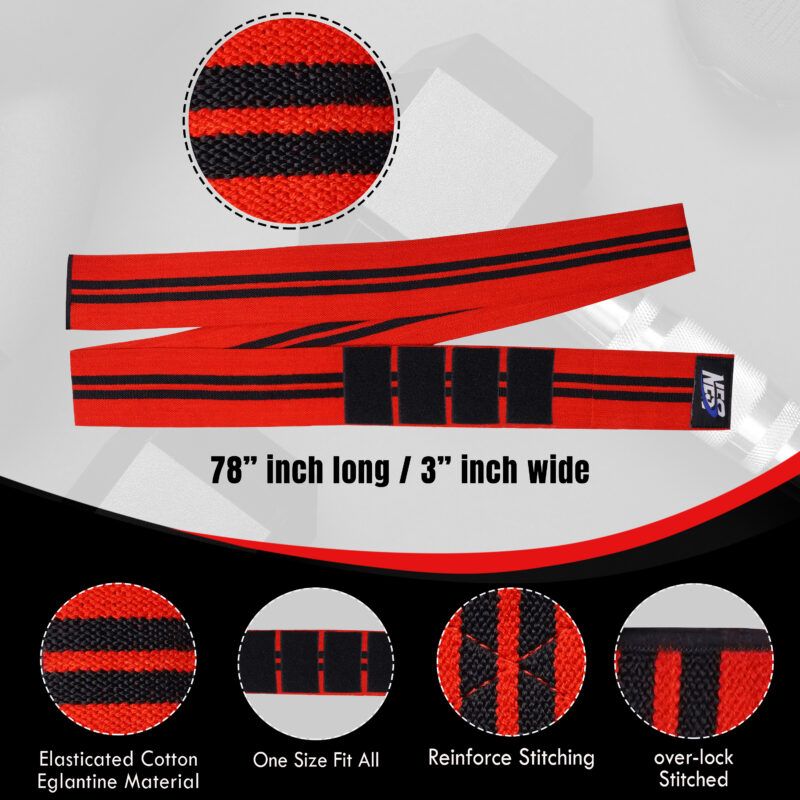 78” inch long / 3” inch wide
Elasticated Cotton
Eglantine Material
One Size Fit All
Reinforce Stitching
over-lock
Stitched